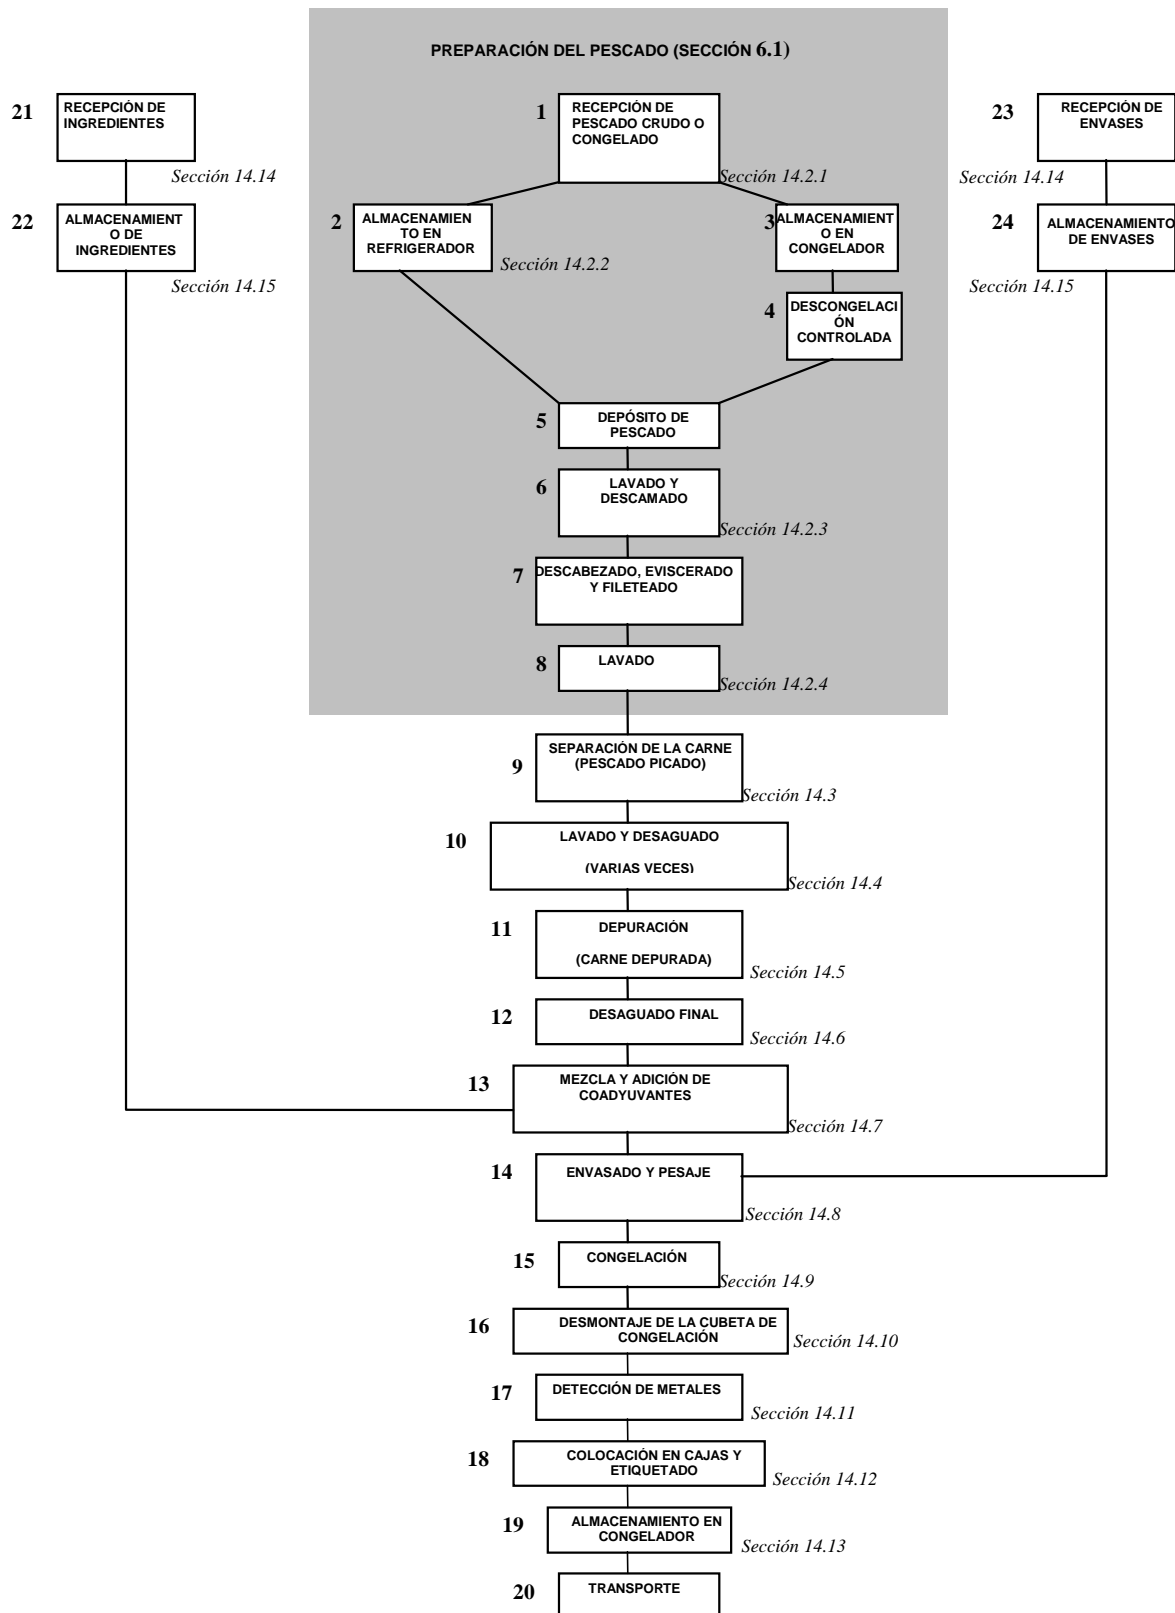 PREPARACIÓN DEL PESCADO (SECCIÓN 6.1)
21
RECEPCIÓN DE
INGREDIENTES
Sección 14.14
1
RECEPCIÓN DE
PESCADO CRUDO O
CONGELADO
Sección 14.2.1
23
RECEPCIÓN DE
ENVASES
Sección 14.14
22
ALMACENAMIENT
O DE
INGREDIENTES
Sección 14.15
2
ALMACENAMIEN
TO EN
REFRIGERADOR
Sección 14.2.2
3
ALMACENAMIENT
O EN
CONGELADOR
24
ALMACENAMIENTO
DE ENVASES
Sección 14.15
4
DESCONGELACI
ÓN
CONTROLADA
5
DEPÓSITO DE
PESCADO
6
LAVADO Y
DESCAMADO
Sección 14.2.3
7
DESCABEZADO, EVISCERADO
Y FILETEADO
8
LAVADO
Sección 14.2.4
9
SEPARACIÓN DE LA CARNE
(PESCADO PICADO)
Sección 14.3
10
LAVADO Y DESAGUADO
(VARIAS VECES)
Sección 14.4
11
DEPURACIÓN
(CARNE DEPURADA)
Sección 14.5
12
DESAGUADO FINAL
Sección 14.6
13
MEZCLA Y ADICIÓN DE
COADYUVANTES
Sección 14.7
14
ENVASADO Y PESAJE
Sección 14.8
15
CONGELACIÓN
Sección 14.9
16
DESMONTAJE DE LA CUBETA DE
CONGELACIÓN
Sección 14.10
17
DETECCIÓN DE METALES
Sección 14.11
18
COLOCACIÓN EN CAJAS Y
ETIQUETADO
Sección 14.12
19
ALMACENAMIENTO EN
CONGELADOR
Sección 14.13
20
TRANSPORTE